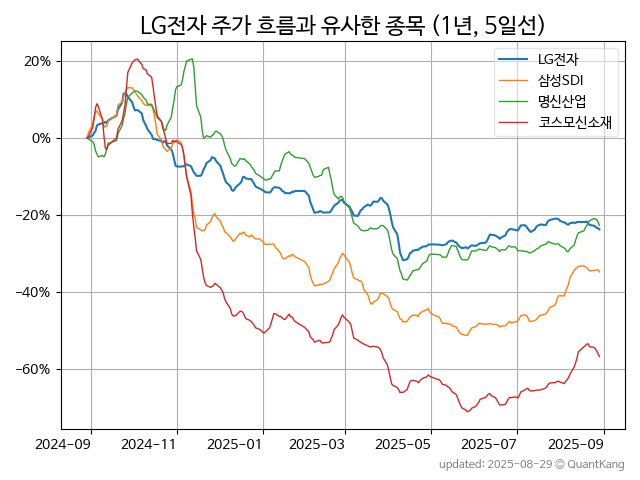 LG전자 주가 흐름과 유사한 종목 (1년, 5일선)
LG전자
삼성SDI
명신산업
코스모신소재
20%
0%
−20%
−40%
−60%
2024-09 2024-11 2025-01 2025-03 2025-05 2025-07 2025-09
updated: 2025-08-29 © QuantKang